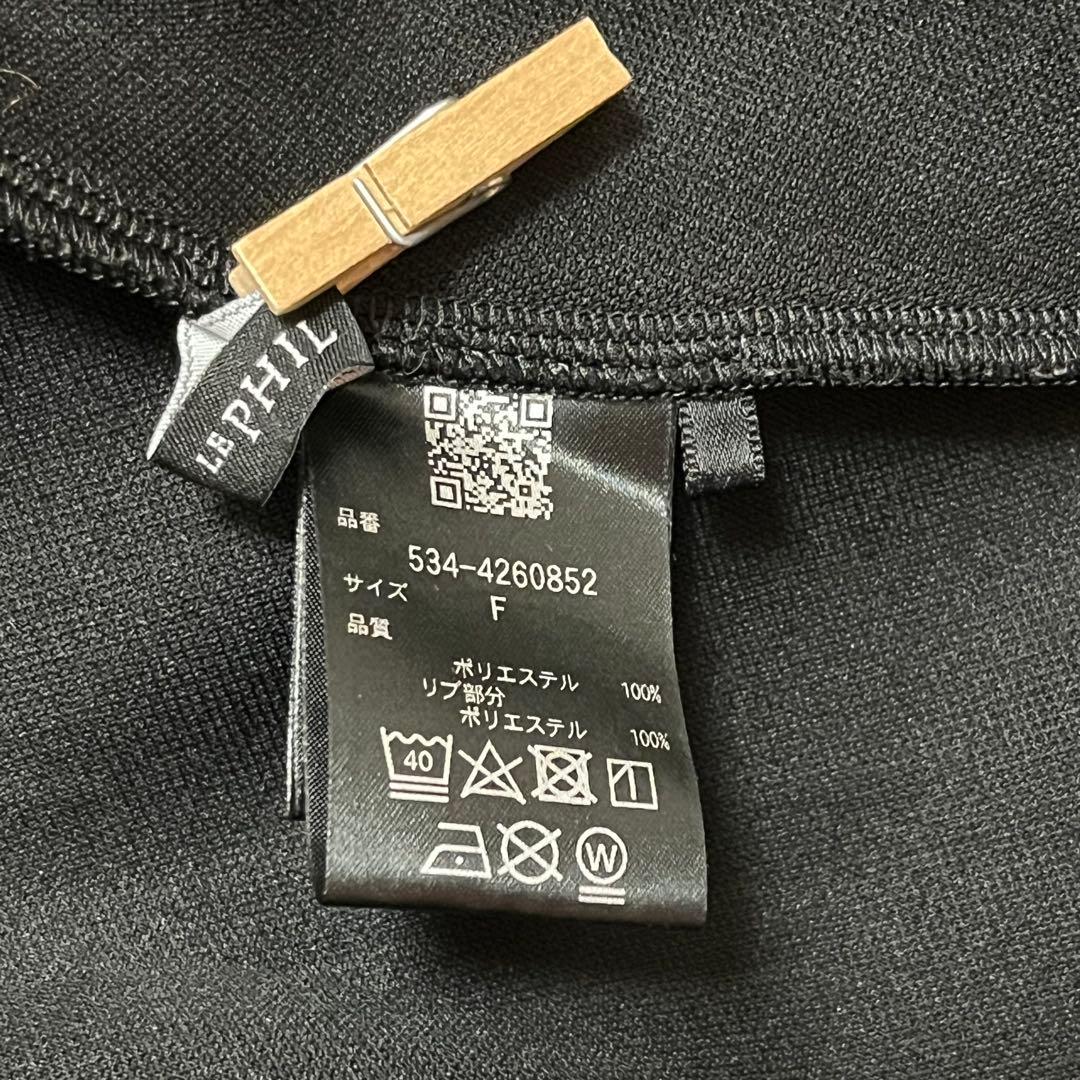 LE PHIL
品番
534-4260852
サイズ
F
品質
ポリエステル 100%
リブ部分
ポリエステル 100%
40
W